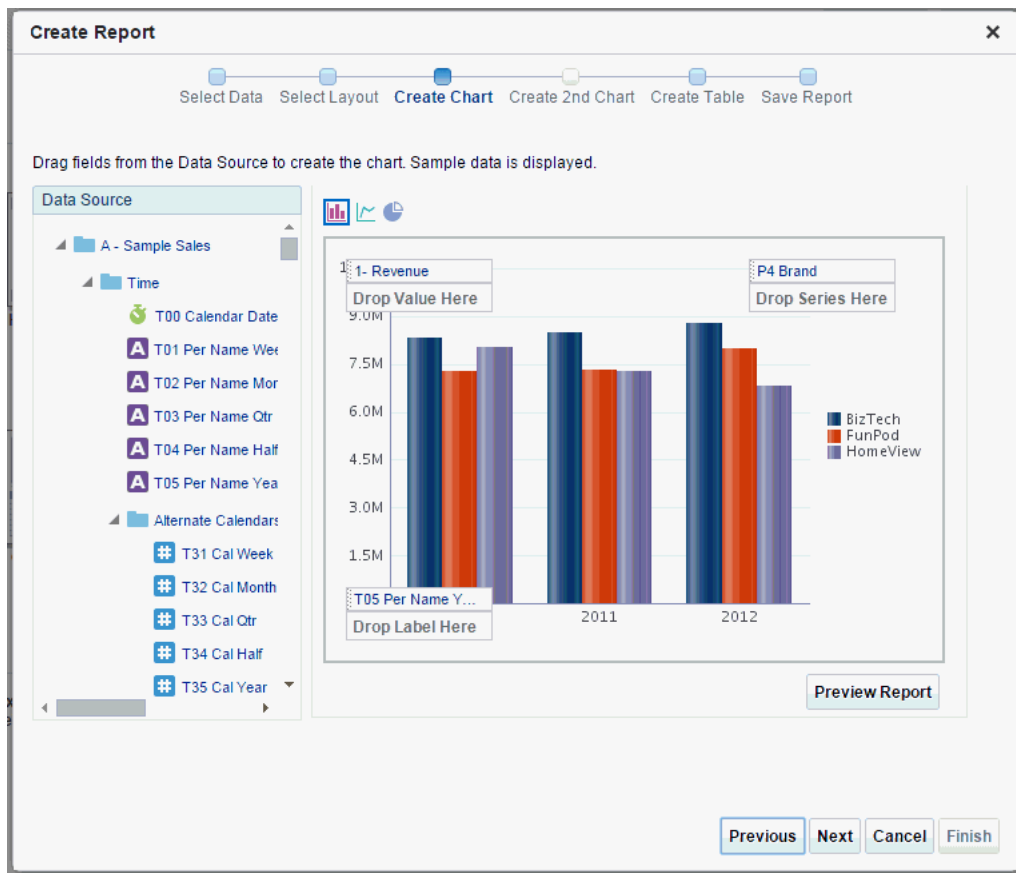 Create Report
Select Data Select Layout Create Chart Create 2nd Chart Create Table Save Report
Drag fields from the Data Source to create the chart. Sample data is displayed.
Data Source
A - Sample Sales
Time
T00 Calendar Date
T01 Per Name Wee
T02 Per Name Mor
T03 Per Name Qtr
T04 Per Name Half
T05 Per Name Yea
Alternate Calendars
T31 Cal Week
T32 Cal Month
T33 Cal Qtr
T34 Cal Half
T35 Cal Year
1- Revenue
Drop Value Here
P4 Brand
Drop Series Here
9.0M
7.5M
6.0M
4.5M
3.0M
1.5M
BizTech
FunPod
HomeView
T05 Per Name Y...
Drop Label Here
2011 2012
Preview Report
Previous Next Cancel Finish